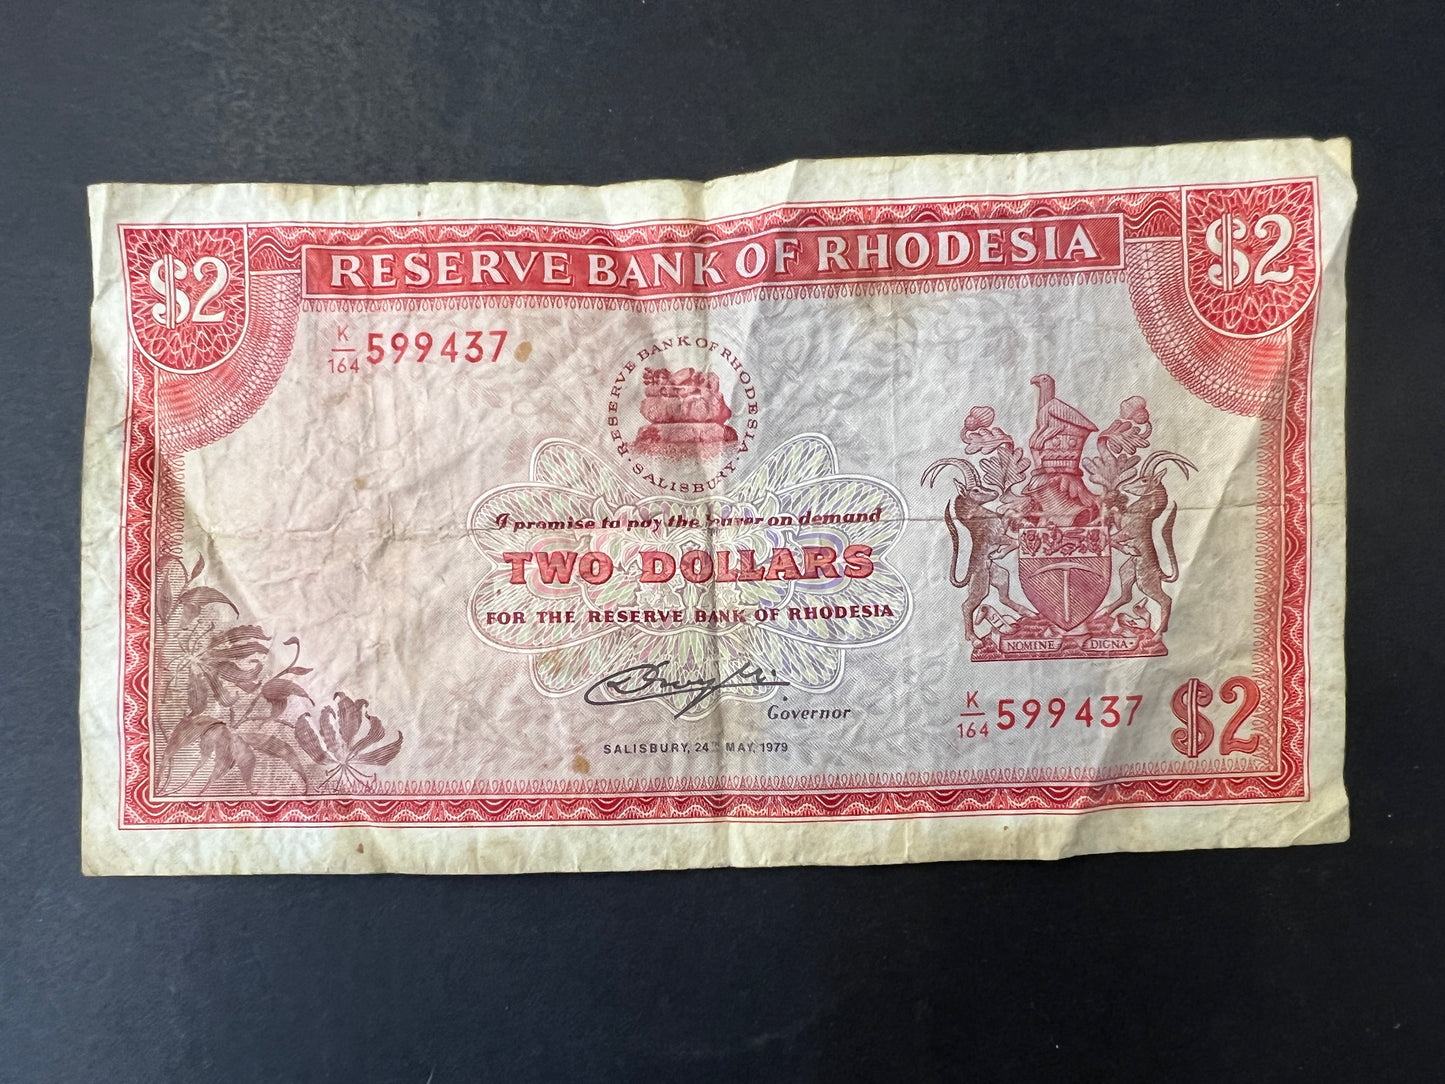 $2
RESERVE BANK OF RHODESIA
$2
K/164 599437
RESERVE BANK OF RHODESIA · SALISBURY ·
I promise to pay the bearer on demand
TWO DOLLARS
FOR THE RESERVE BANK OF RHODESIA
NOMINE DIGNA
Governor
K/164 599437
$2
SALISBURY, 24TH MAY, 1979